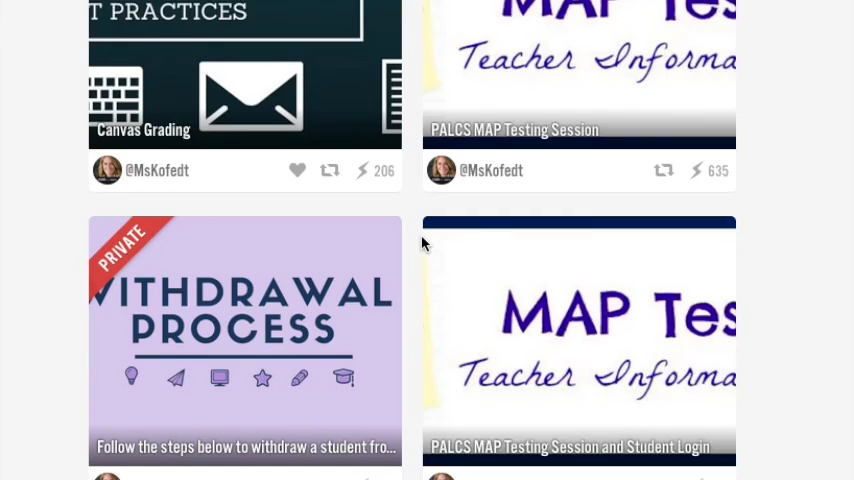 T PRACTICES
Canvas Grading
@MsKofedt
206
MAP Tes
Teacher Informa
PALCS MAP Testing Session
@MsKofedt
635
PRIVATE
WITHDRAWAL
PROCESS
Follow the steps below to withdraw a student fro...
MAP Tes
Teacher Informa
PALCS MAP Testing Session and Student Login